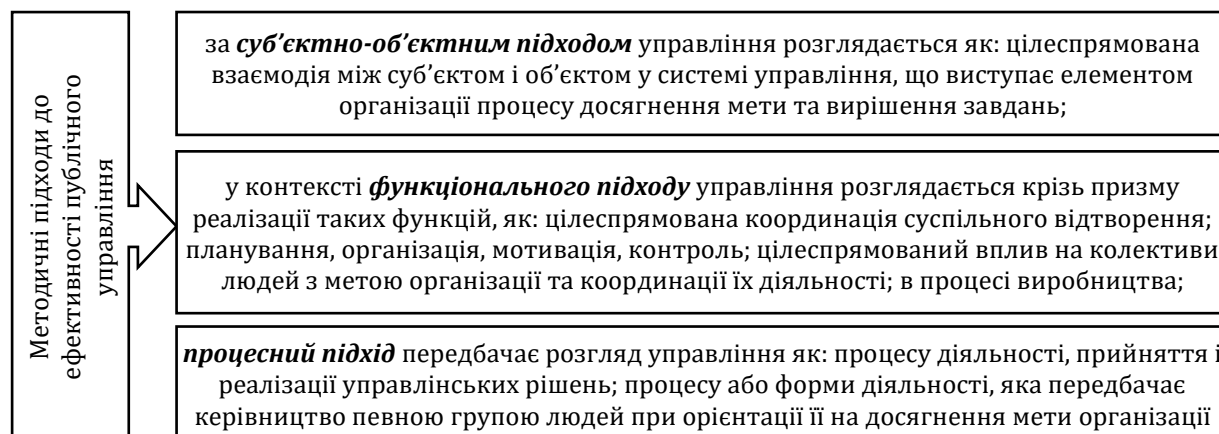 Методичні підходи до
ефективності публічного
управління
за суб’єктно-об’єктним підходом управління розглядається як: цілеспрямована
взаємодія між суб’єктом і об’єктом у системі управління, що виступає елементом
організації процесу досягнення мети та вирішення завдань;
у контексті функціонального підходу управління розглядається крізь призму
реалізації таких функцій, як: цілеспрямована координація суспільного відтворення;
планування, організація, мотивація, контроль; цілеспрямований вплив на колективи
людей з метою організації та координації їх діяльності; в процесі виробництва;
процесний підхід передбачає розгляд управління як: процесу діяльності, прийняття і
реалізації управлінських рішень; процесу або форми діяльності, яка передбачає
керівництво певною групою людей при орієнтації її на досягнення мети організації